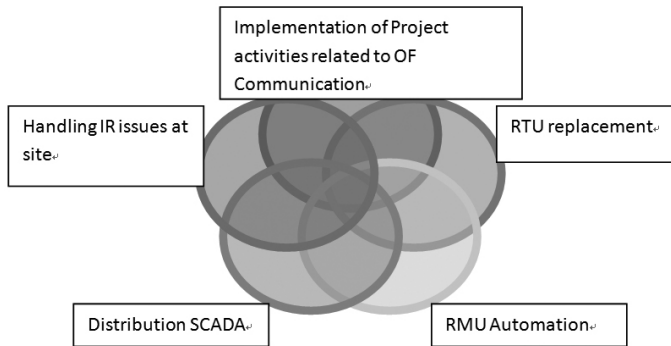 Implementation of Project
activities related to OF
Communication
Handling IR issues at
site
RTU replacement
Distribution SCADA
RMU Automation